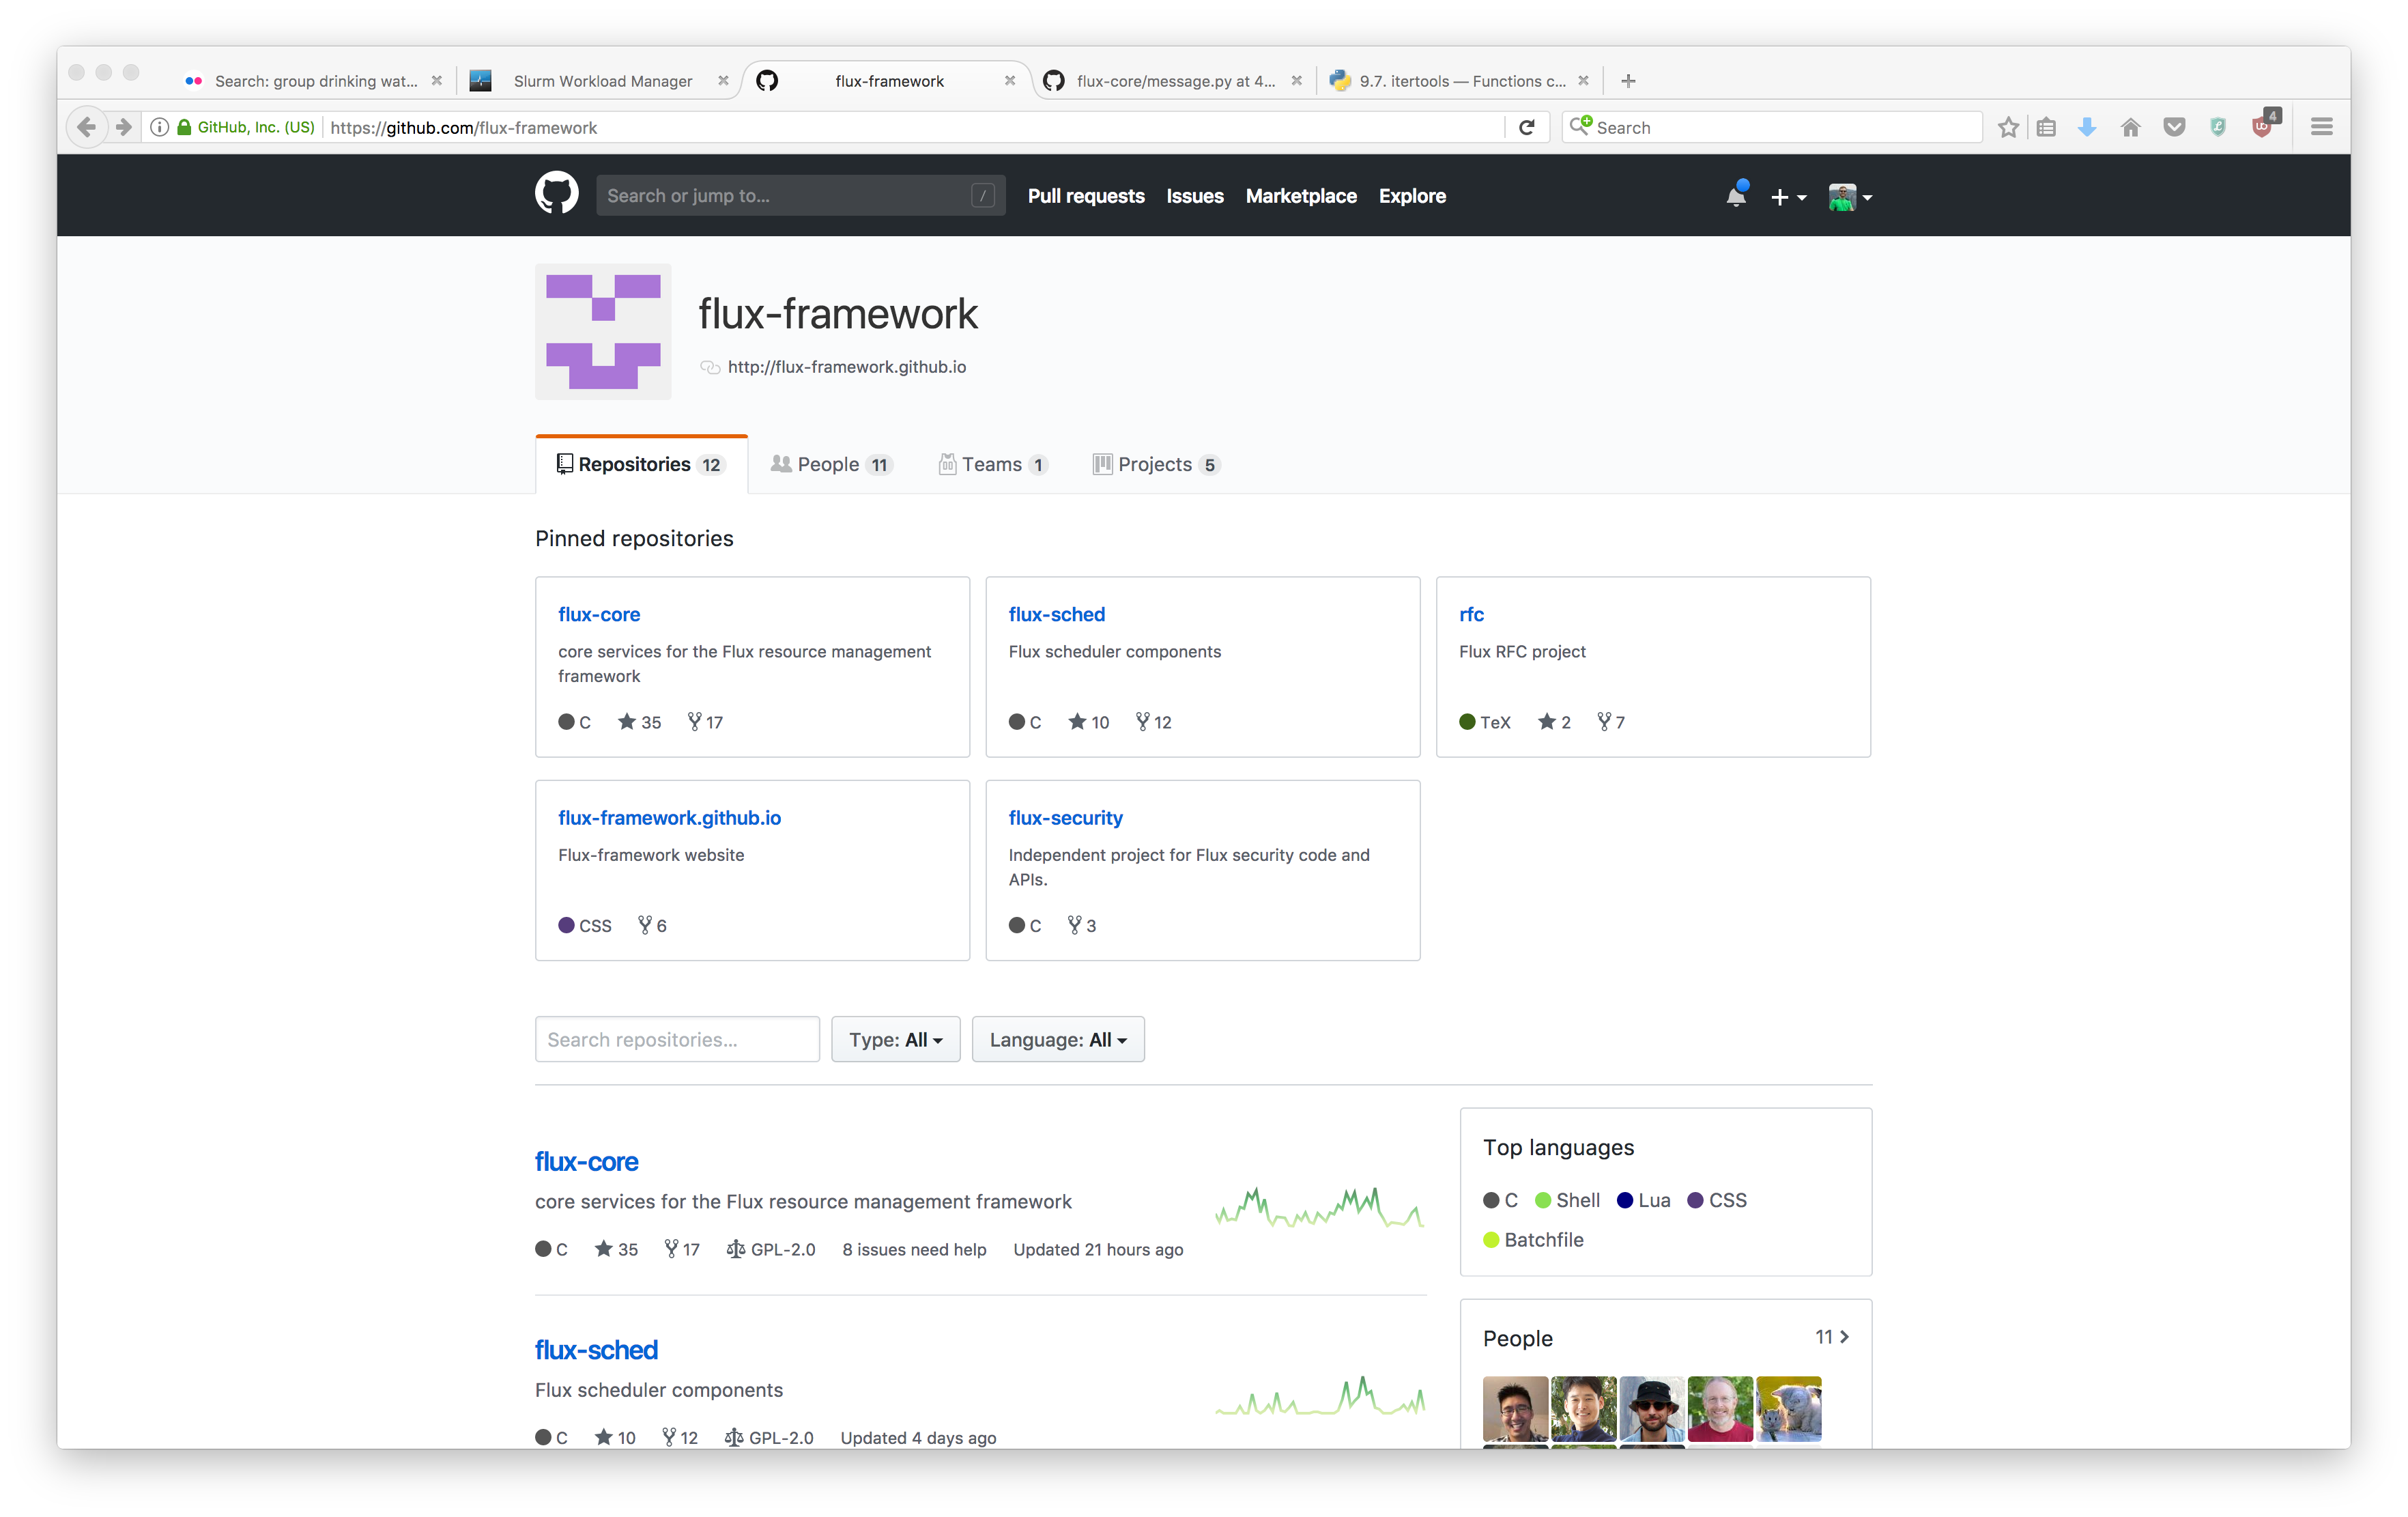 Search: group drinking wat...
Slurm Workload Manager
flux-framework
flux-core/message.py at 4...
9.7. itertools — Functions c...
GitHub, Inc. (US)
https://github.com/flux-framework
Search
4
Search or jump to...
/
Pull requests
Issues
Marketplace
Explore
flux-framework
http://flux-framework.github.io
Repositories 12
People 11
Teams 1
Projects 5
Pinned repositories
flux-core
core services for the Flux resource management
framework
C 35 17
flux-sched
Flux scheduler components
C 10 12
rfc
Flux RFC project
TeX 2 7
flux-framework.github.io
Flux-framework website
CSS 6
flux-security
Independent project for Flux security code and
APIs.
C 3
Search repositories...
Type: All
Language: All
flux-core
core services for the Flux resource management framework
C 35 17 GPL-2.0 8 issues need help Updated 21 hours ago
flux-sched
Flux scheduler components
C 10 12 GPL-2.0 Updated 4 days ago
Top languages
C Shell Lua CSS
Batchfile
People 11